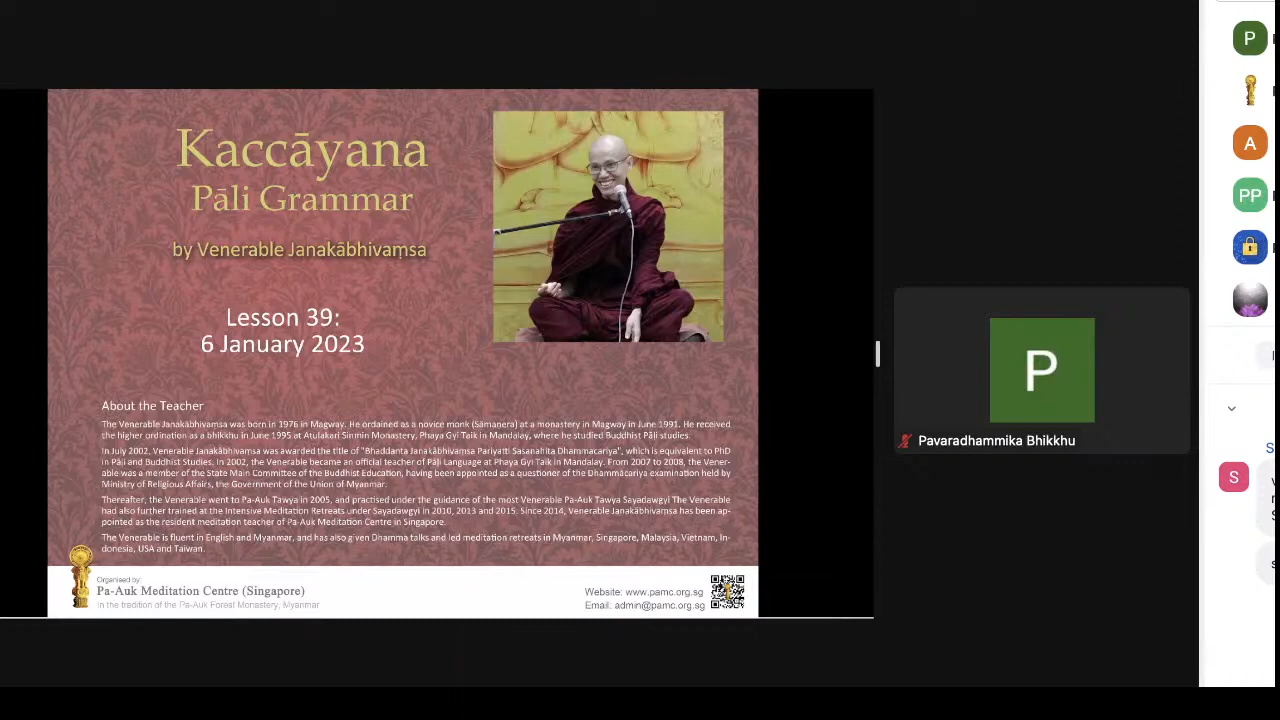 Kaccāyana
Pāli Grammar
by Venerable Janakābhivaṃsa
Lesson 39:
6 January 2023
About the Teacher
The Venerable Janakābhivaṃsa was born in 1976 in Magway. He ordained as a novice monk (Sāmaṇera) at a monastery in Magway in June 1991. He received
the higher ordination as a bhikkhu in June 1995 at Atulakari Sinmin Monastery, Phaya Gyi Taik in Mandalay, where he studied Buddhist Pāli studies.
In July 2002, Venerable Janakābhivaṃsa was awarded the title of "Bhaddanta Janakābhivaṃsa Pariyatti Sasanahita Dhammacariya", which is equivalent to PhD
in Pāli and Buddhist Studies. In 2002, the Venerable became an official teacher of Pāli Language at Phaya Gyi Taik in Mandalay. From 2007 to 2008, the Vener-
able was a member of the State Main Committee of the Buddhist Education, having been appointed as a questioner of the Dhammācariya examination held by
Ministry of Religious Affairs, the Government of the Union of Myanmar.
Thereafter, the Venerable went to Pa-Auk Tawya in 2005, and practised under the guidance of the most Venerable Pa-Auk Tawya Sayadawgyi The Venerable
had also further trained at the Intensive Meditation Retreats under Sayadawgyi in 2010, 2013 and 2015. Since 2014, Venerable Janakābhivaṃsa has been ap-
pointed as the resident meditation teacher of Pa-Auk Meditation Centre in Singapore.
The Venerable is fluent in English and Myanmar, and has also given Dhamma talks and led meditation retreats in Myanmar, Singapore, Malaysia, Vietnam, In-
donesia, USA and Taiwan.
Organised by:
Pa-Auk Meditation Centre (Singapore)
In the tradition of the Pa-Auk Forest Monastery, Myanmar
Website: www.pamc.org.sg
Email: admin@pamc.org.sg
P
Pavaradhammika Bhikkhu
P
A
PP
S
S